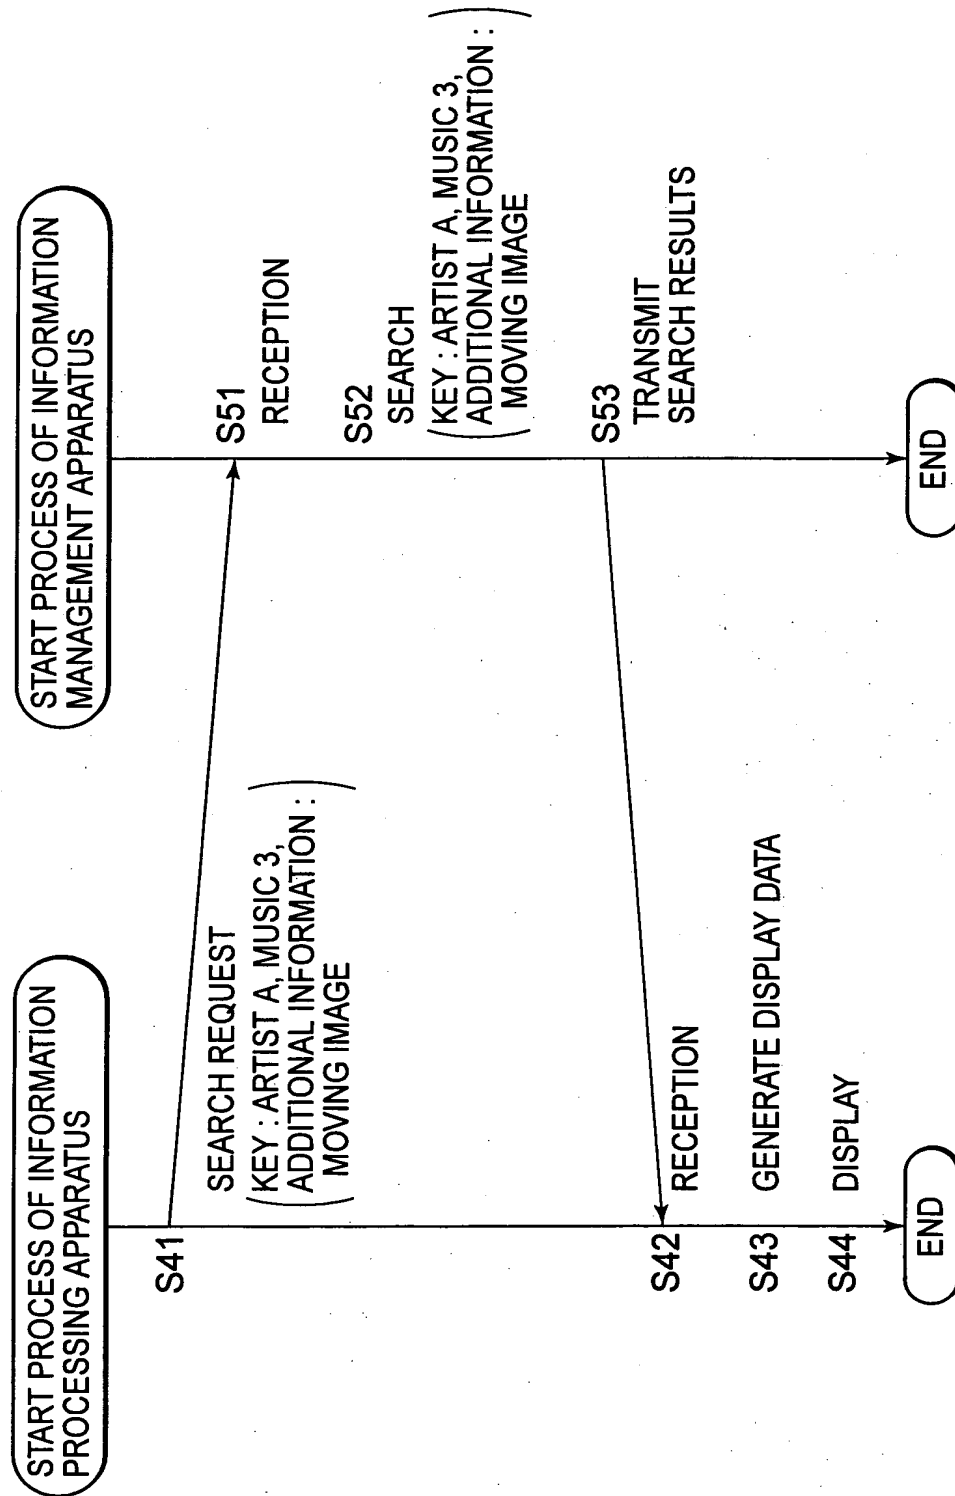 START PROCESS OF INFORMATION
PROCESSING APPARATUS
S41
SEARCH REQUEST
KEY : ARTIST A, MUSIC 3,
ADDITIONAL INFORMATION :
MOVING IMAGE
S42
RECEPTION
S43
GENERATE DISPLAY DATA
S44
DISPLAY
END
START PROCESS OF INFORMATION
MANAGEMENT APPARATUS
S51
RECEPTION
S52
SEARCH
KEY : ARTIST A, MUSIC 3,
ADDITIONAL INFORMATION :
MOVING IMAGE
S53
TRANSMIT
SEARCH RESULTS
END